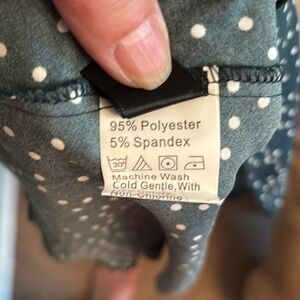 95% Polyester
5% Spandex
30°
Machine Wash
Cold Gentle, With
Non-Chlorine